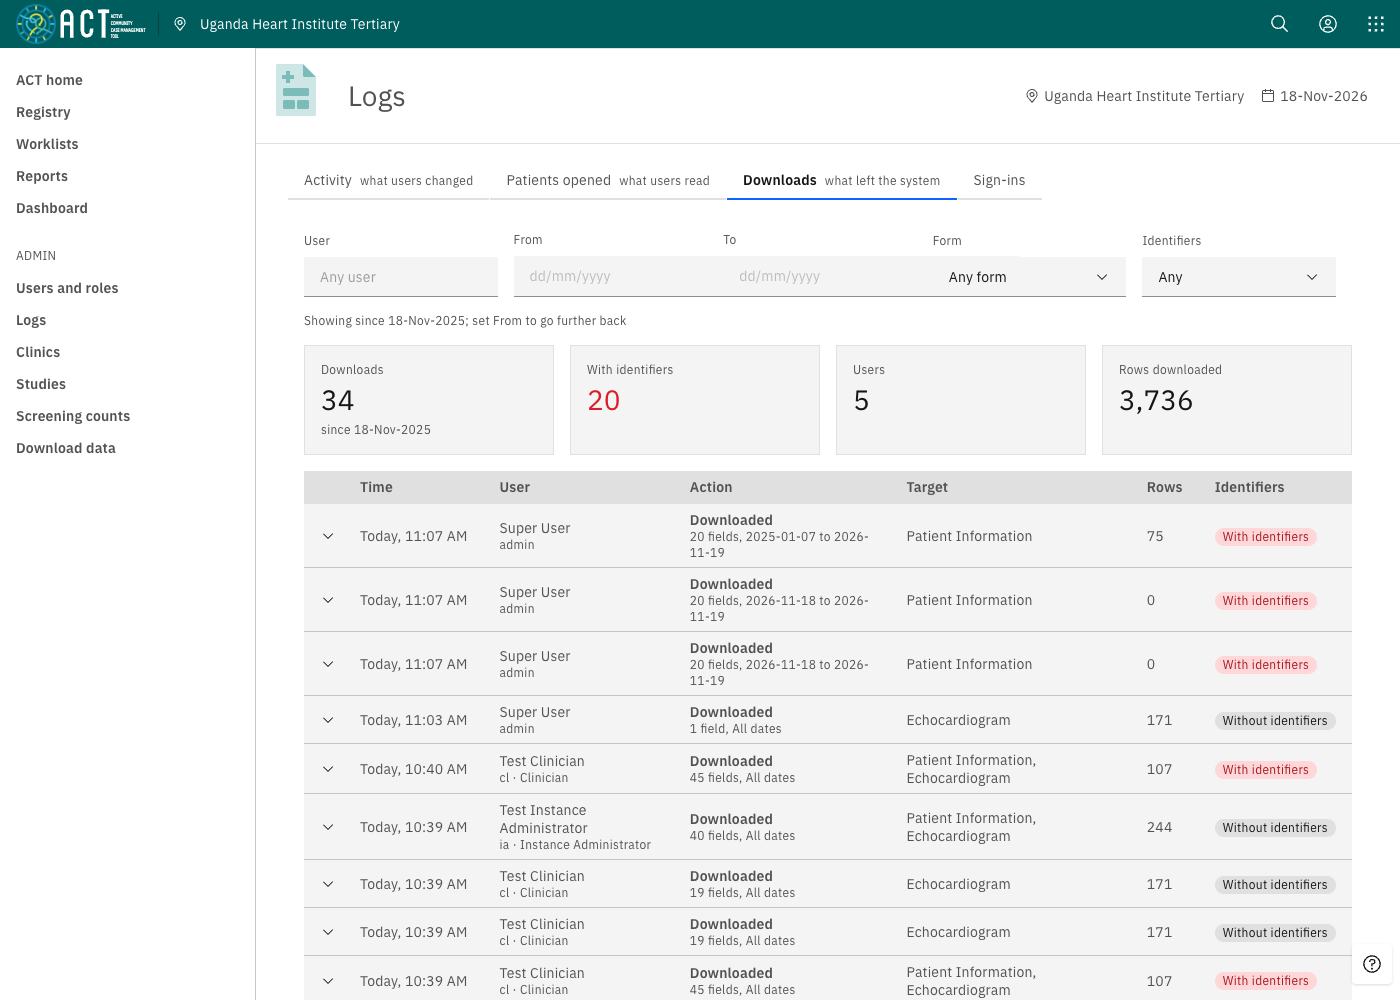 ACT ACTIVE COMMUNITY CASE MANAGEMENT TOOL
Uganda Heart Institute Tertiary
ACT home
Registry
Worklists
Reports
Dashboard
ADMIN
Users and roles
Logs
Clinics
Studies
Screening counts
Download data
Logs
Uganda Heart Institute Tertiary 18-Nov-2026
Activity what users changed Patients opened what users read Downloads what left the system Sign-ins
User From To Form Identifiers
Any user dd/mm/yyyy dd/mm/yyyy Any form Any
Showing since 18-Nov-2025; set From to go further back
Downloads With identifiers Users Rows downloaded
34 20 5 3,736
since 18-Nov-2025
Time User Action Target Rows Identifiers
Today, 11:07 AM Super User admin Downloaded 20 fields, 2025-01-07 to 2026-11-19 Patient Information 75 With identifiers
Today, 11:07 AM Super User admin Downloaded 20 fields, 2026-11-18 to 2026-11-19 Patient Information 0 With identifiers
Today, 11:07 AM Super User admin Downloaded 20 fields, 2026-11-18 to 2026-11-19 Patient Information 0 With identifiers
Today, 11:03 AM Super User admin Downloaded 1 field, All dates Echocardiogram 171 Without identifiers
Today, 10:40 AM Test Clinician cl · Clinician Downloaded 45 fields, All dates Patient Information, Echocardiogram 107 With identifiers
Today, 10:39 AM Test Instance Administrator ia · Instance Administrator Downloaded 40 fields, All dates Patient Information, Echocardiogram 244 Without identifiers
Today, 10:39 AM Test Clinician cl · Clinician Downloaded 19 fields, All dates Echocardiogram 171 Without identifiers
Today, 10:39 AM Test Clinician cl · Clinician Downloaded 19 fields, All dates Echocardiogram 171 Without identifiers
Today, 10:39 AM Test Clinician cl · Clinician Downloaded 45 fields, All dates Patient Information, Echocardiogram 107 With identifiers